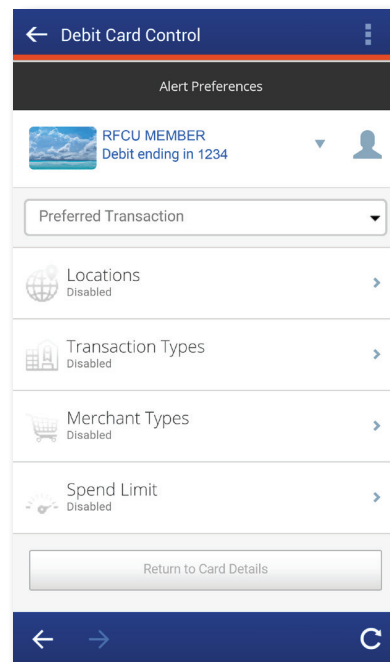 Debit Card Control
Alert Preferences
RFCU MEMBER
Debit ending in 1234
Preferred Transaction
Locations
Disabled
Transaction Types
Disabled
Merchant Types
Disabled
Spend Limit
Disabled
Return to Card Details